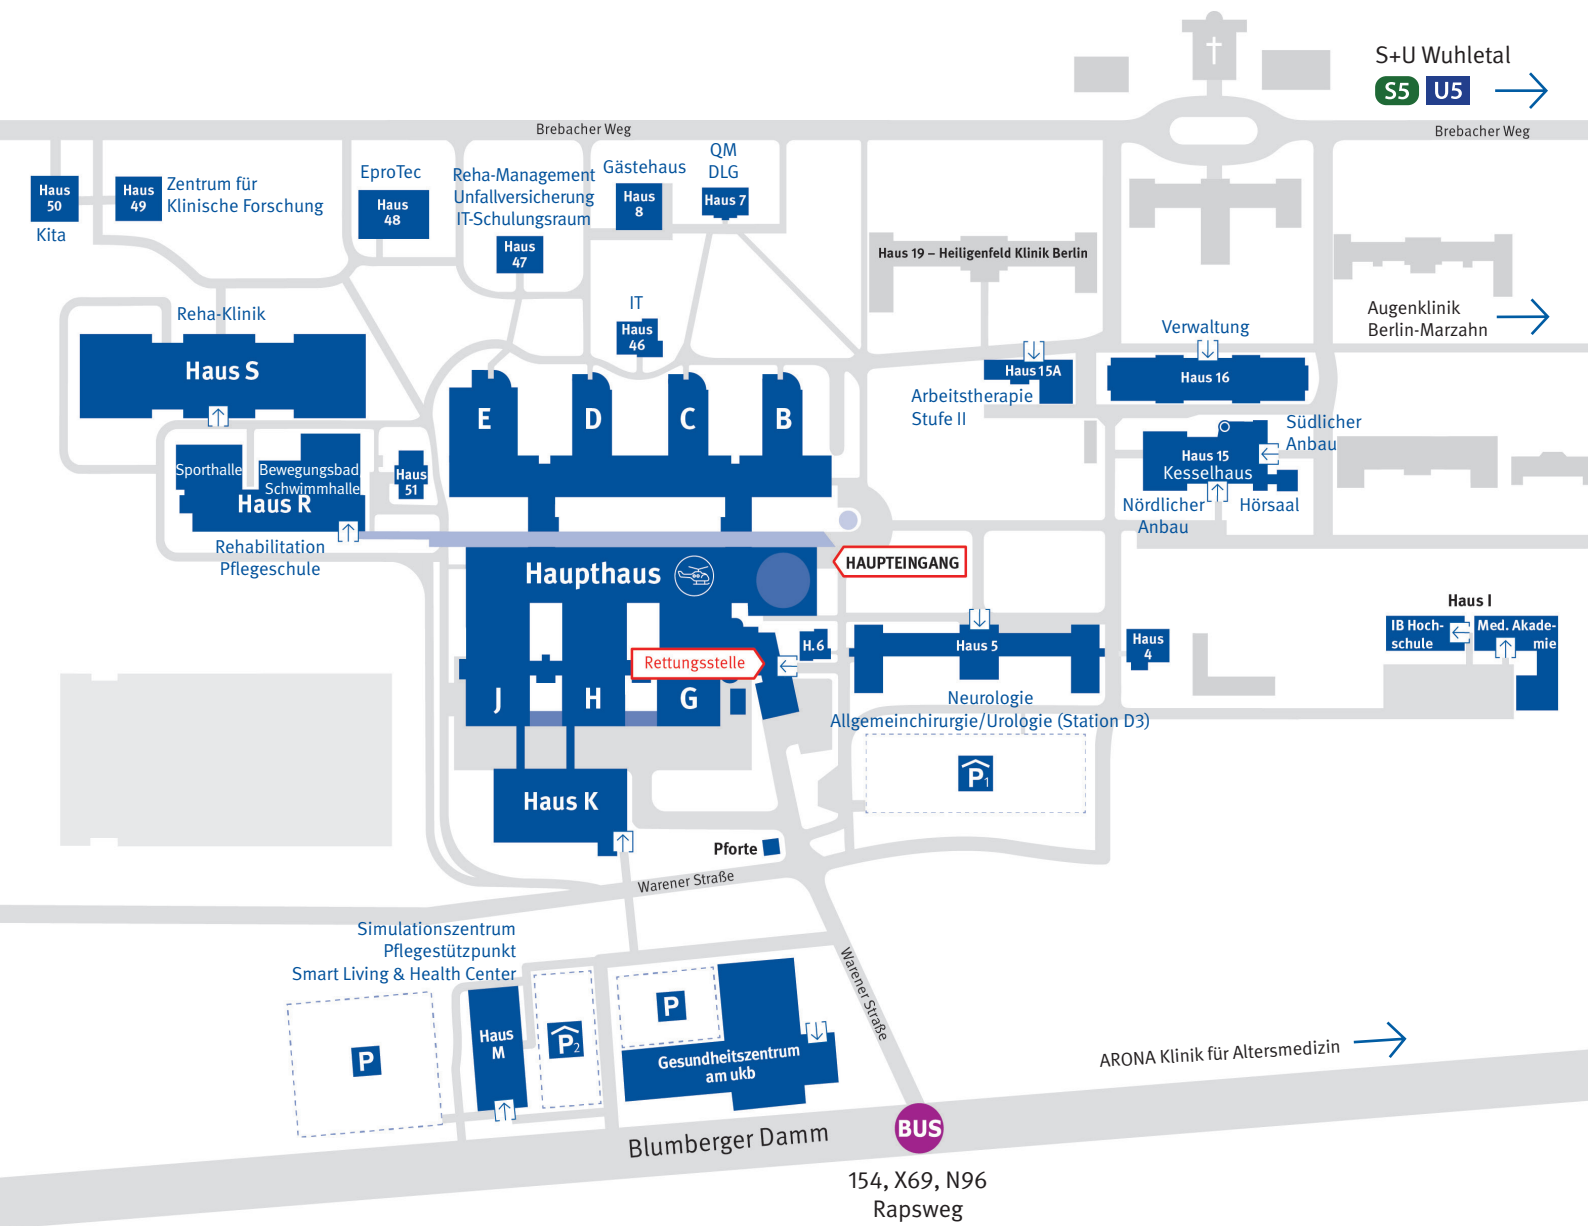 S+U Wuhletal
S5 U5
Brebacher Weg
Brebacher Weg
Haus
50
Kita
Haus
49
Zentrum für
Klinische Forschung
EproTec
Haus
48
Reha-Management
Unfallversicherung
IT-Schulungsraum
Haus
47
Gästehaus
Haus
8
QM
DLG
Haus 7
Haus 19 – Heiligenfeld Klinik Berlin
IT
Haus
46
Augenklinik
Berlin-Marzahn
Reha-Klinik
Haus S
Verwaltung
Haus 16
Haus 15A
Arbeitstherapie
Stufe II
E
D
C
B
Südlicher
Anbau
Haus 15
Kesselhaus
Nördlicher
Anbau
Hörsaal
Sporthalle
Bewegungsbad
Schwimmhalle
Haus R
Rehabilitation
Pflegeschule
Haus
51
Haupthaus
HAUPTEINGANG
Rettungsstelle
J
H
G
H.6
Haus 5
Neurologie
Allgemeinchirurgie/Urologie (Station D3)
Haus
4
Haus I
IB Hoch-
schule
Med. Akade-
mie
P1
Haus K
Pforte
Warener Straße
Simulationszentrum
Pflegestützpunkt
Smart Living & Health Center
P
Haus
M
P2
P
Gesundheitszentrum
am ukb
Warener Straße
ARONA Klinik für Altersmedizin
Blumberger Damm
BUS
154, X69, N96
Rapsweg